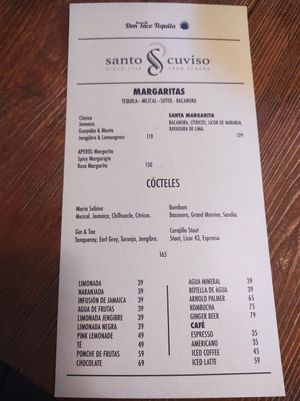 Don Taco Tequila
santo cuviso
MARGARITAS
TEQUILA - MEZCAL - SOTOL - BACANORA
Clásica
Jamaica
Guayaba & Menta
Jengibre & Lemongrass 119
SANTA MARGARITA
BACANORA, CÍTRICOS, LICOR DE NARANJA,
RAYADURA DE LIMA. 129
APEROL Margarita
Spicy Margarigta
Rose Margarita 150
CÓCTELES
Maria Sabina
Mezcal, Jamaica, Chilhuacle, Cítricos.
Bambam
Bacanora, Grand Marnier, Sandía.
Gin & Tea
Tanqueray, Earl Grey, Toronja, Jengibre.
Carajillo Stout
Stout, Licor 43, Espresso
165
LIMONADA 39
NARANJADA 39
INFUSIÓN DE JAMAICA 39
AGUA DE FRUTAS 39
LIMONADA JENGIBRE 39
LIMONADA NEGRA 39
PINK LEMONADE 49
TÉ 49
PONCHE DE FRUTAS 59
CHOCOLATE 69
AGUA MINERAL 39
BOTELLA DE AGUA 39
ARNOLD PALMER 65
KOMBUCHA 75
GINGER BEER 79
CAFÉ
ESPRESSO 35
AMERICANO 35
ICED COFFEE 45
ICED LATTE 59